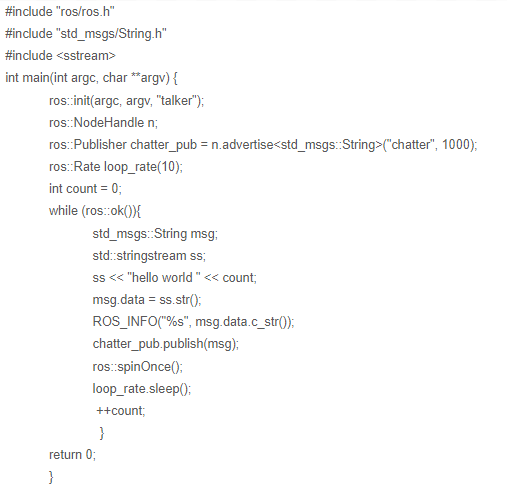 #include "ros/ros.h"
#include "std_msgs/String.h"
#include <sstream>
int main(int argc, char **argv) {
ros::init(argc, argv, "talker");
ros::NodeHandle n;
ros::Publisher chatter_pub = n.advertise<std_msgs::String>("chatter", 1000);
ros::Rate loop_rate(10);
int count = 0;
while (ros::ok()){
std_msgs::String msg;
std::stringstream ss;
ss << "hello world " << count;
msg.data = ss.str();
ROS_INFO("%s", msg.data.c_str());
chatter_pub.publish(msg);
ros::spinOnce();
loop_rate.sleep();
++count;
}
return 0;
}